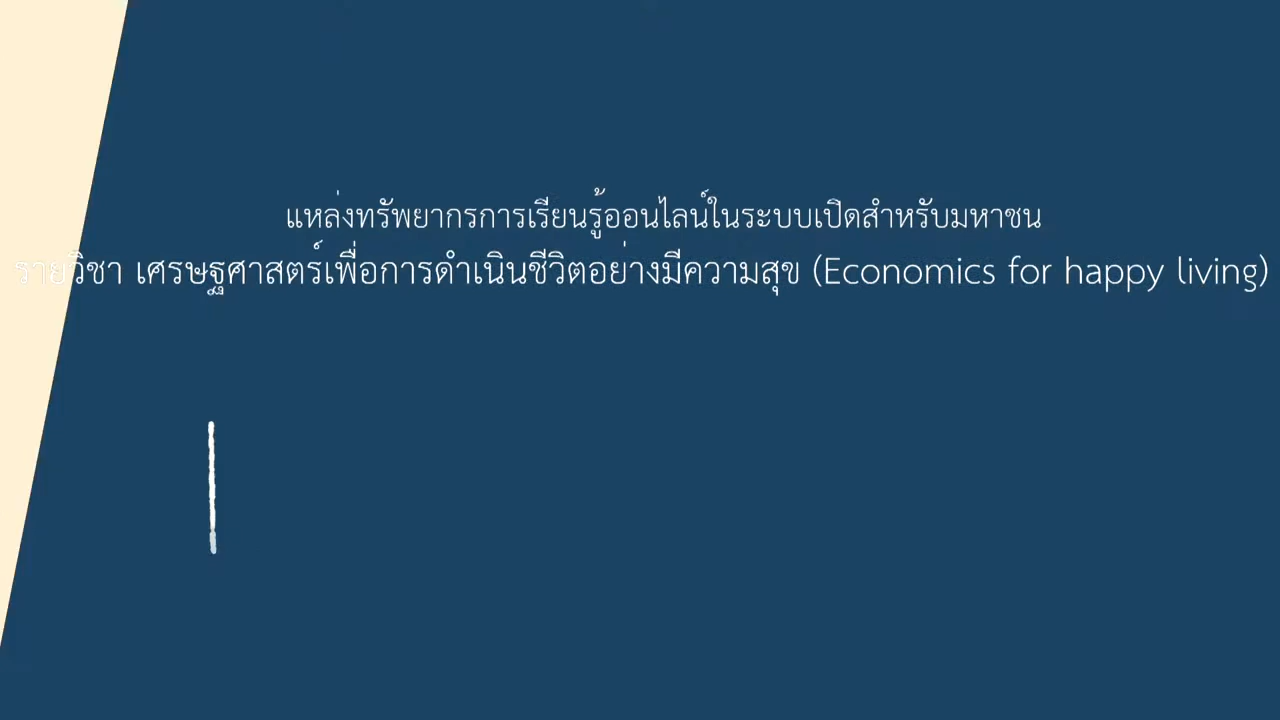 แหล่งทรัพยากรการเรียนรู้ออนไลน์ในระบบเปิดสำหรับมหาชน
รายวิชา เศรษฐศาสตร์เพื่อการดำเนินชีวิตอย่างมีความสุข (Economics for happy living)